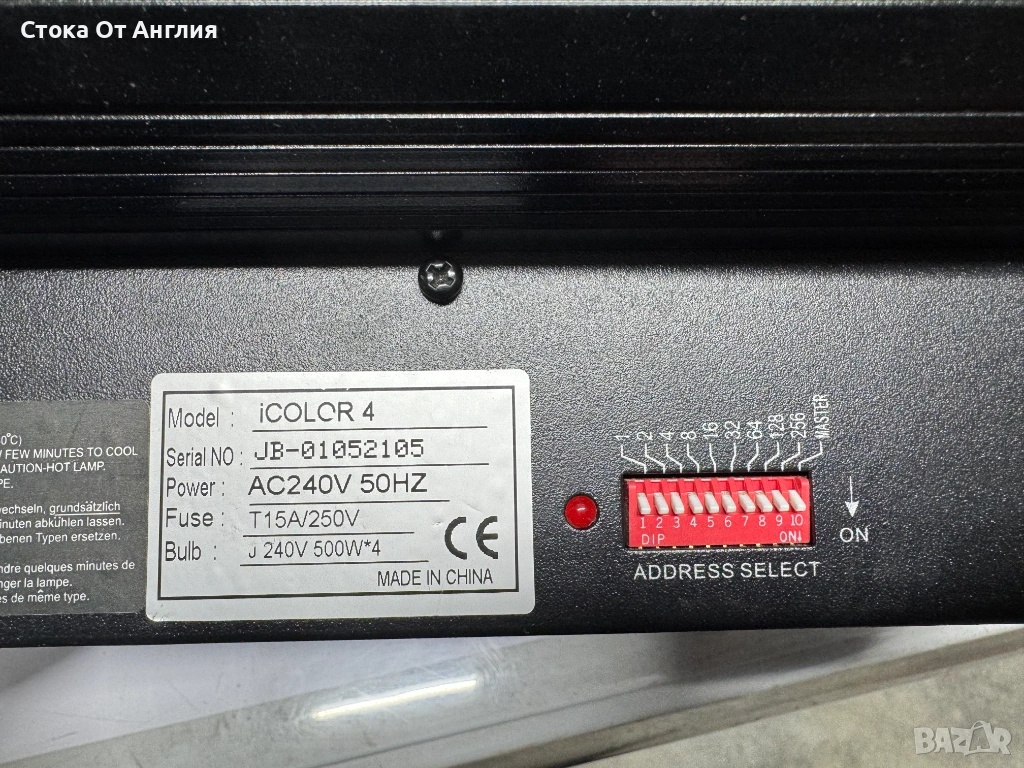 Стока От Англия
0°C)
FEW MINUTES TO COOL
AUTION-HOT LAMP.
PE.
wechseln, grundsätzlich
inuten abkühlen lassen.
benen Typen ersetzen.
ndre quelques minutes de
nger la lampe.
es de même type.
Model : iCOLOR 4
Serial NO : JB-01052105
Power : AC240V 50HZ
Fuse : T15A/250V
Bulb : J 240V 500W*4
CE
MADE IN CHINA
1 2 4 8 16 32 64 128 256 MASTER
1 2 3 4 5 6 7 8 9 10
DIP ON↓
ON
ADDRESS SELECT
BAZAR